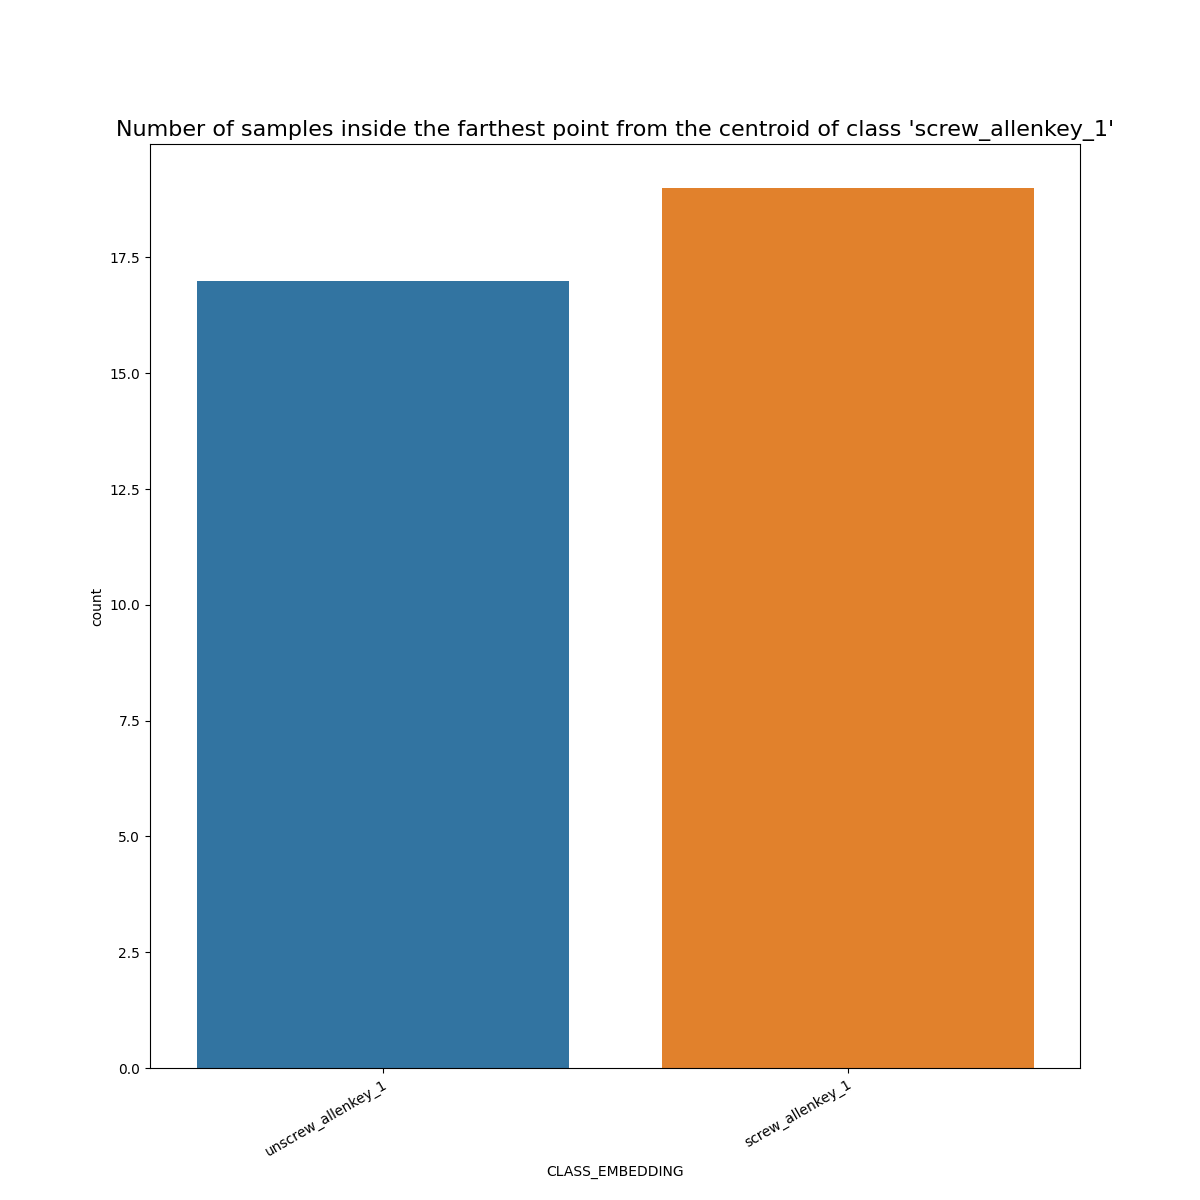 Number of samples inside the farthest point from the centroid of class 'screw_allenkey_1'
17.5
15.0
12.5
10.0
7.5
5.0
2.5
0.0
count
unscrew_allenkey_1
screw_allenkey_1
CLASS_EMBEDDING